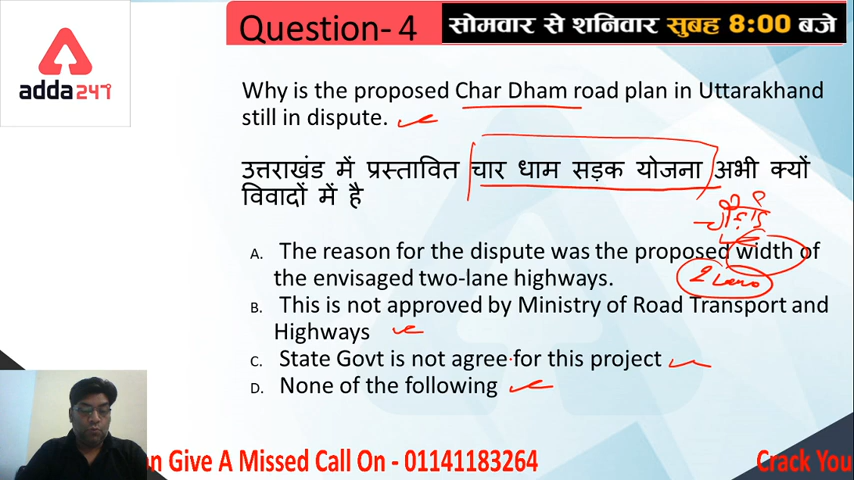 Question- 4
सोमवार से शनिवार सुबह 8:00 बजे
adda247
Why is the proposed Char Dham road plan in Uttarakhand
still in dispute.
उत्तराखंड में प्रस्तावित चार धाम सड़क योजना अभी क्यों
विवादों में है
A. The reason for the dispute was the proposed width of
the envisaged two-lane highways.
B. This is not approved by Ministry of Road Transport and
Highways
C. State Govt is not agree for this project
D. None of the following
n Give A Missed Call On - 01141183264
Crack You